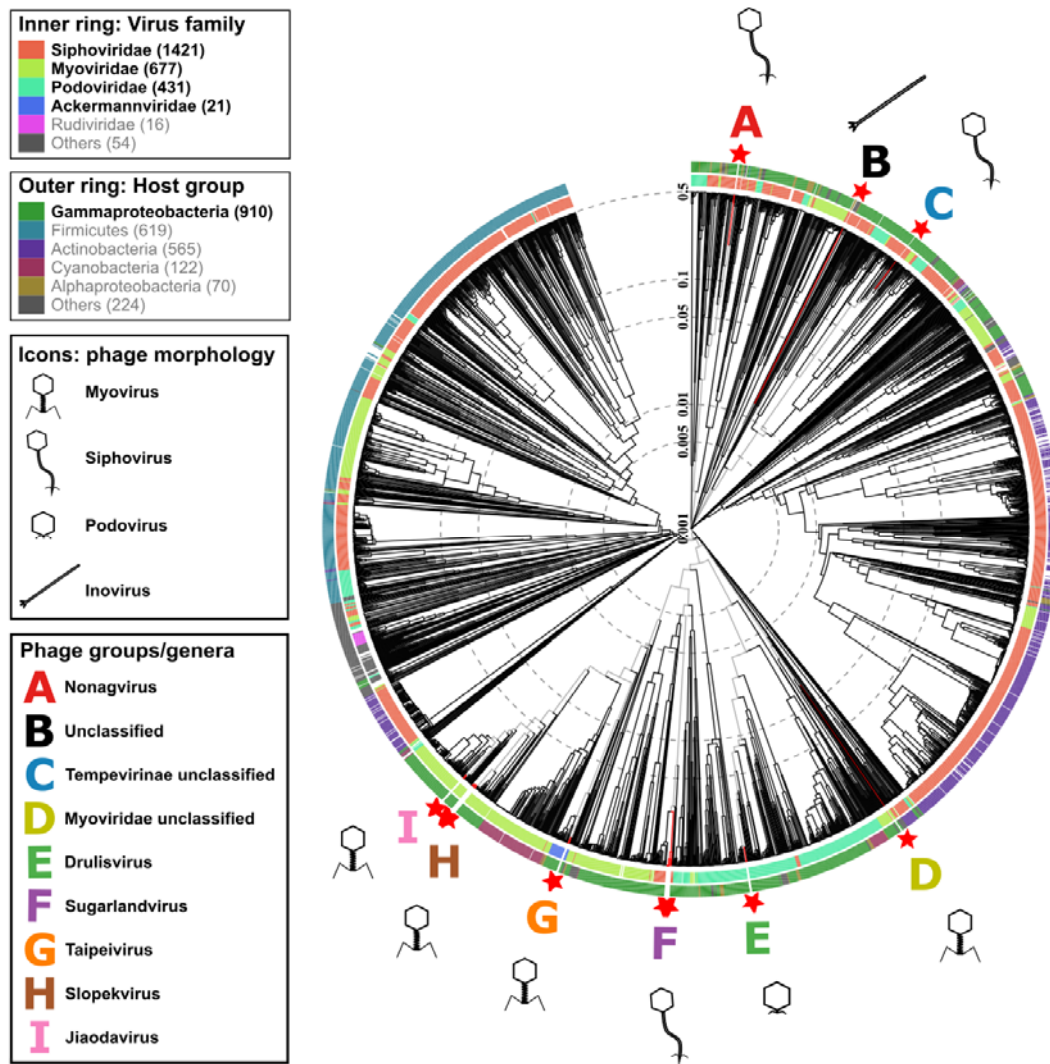 Inner ring: Virus family
Siphoviridae (1421)
Myoviridae (677)
Podoviridae (431)
Ackermannviridae (21)
Rudiviridae (16)
Others (54)
Outer ring: Host group
Gammaproteobacteria (910)
Firmicutes (619)
Actinobacteria (565)
Cyanobacteria (122)
Alphaproteobacteria (70)
Others (224)
Icons: phage morphology
Myovirus
Siphovirus
Podovirus
Inovirus
Phage groups/genera
A Nonagvirus
B Unclassified
C Tempevirinae unclassified
D Myoviridae unclassified
E Drulisvirus
F Sugarlandvirus
G Taipeivirus
H Slopekvirus
I Jiaodavirus
A
B
C
0.5
0.1
0.05
0.01
0.005
0.001
D
E
F
G
H
I